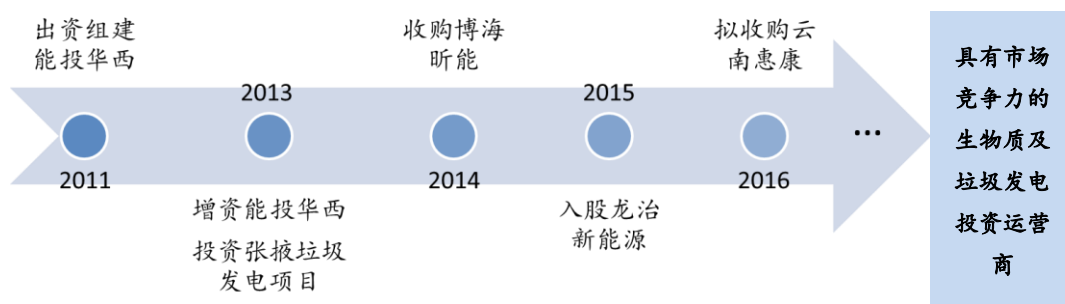 出资组建
能投华西
2011
2013
增资能投华西
投资张掖垃圾
发电项目
收购博海
昕能
2014
2015
入股龙治
新能源
拟收购云
南惠康
2016
...
具有市场
竞争力的
生物质及
垃圾发电
投资运营
商